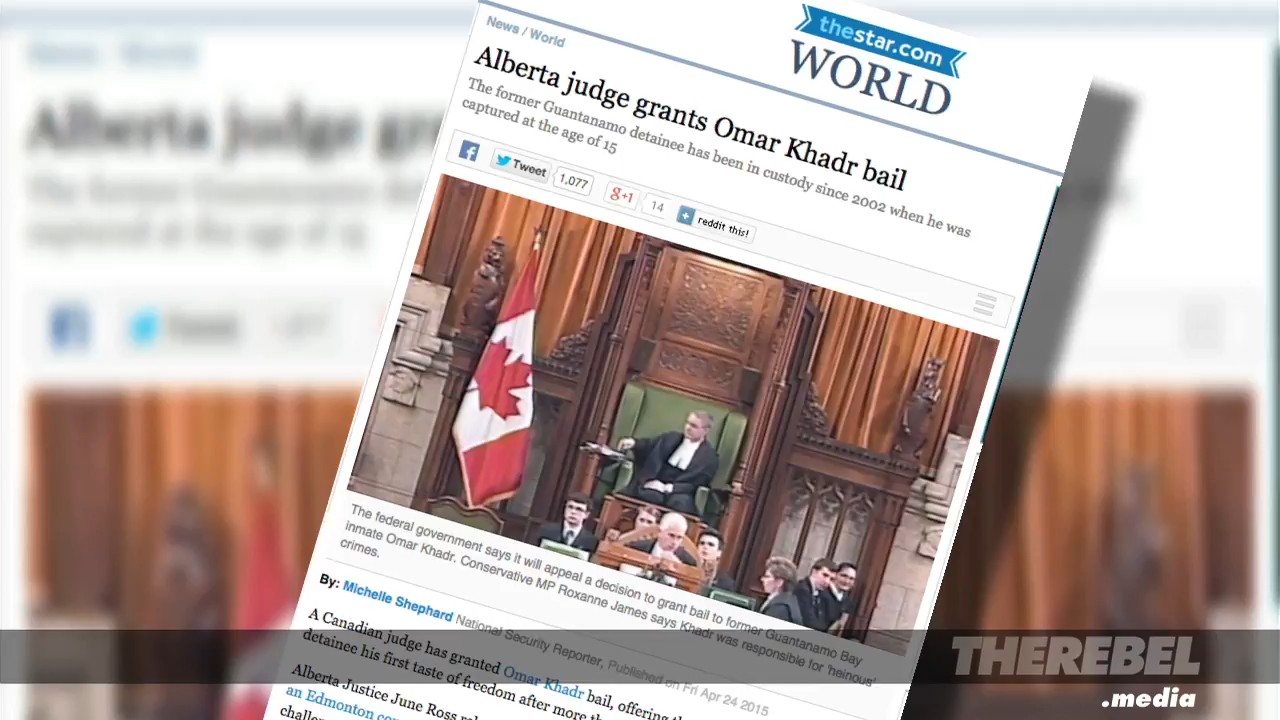 thestar.com
WORLD
News / World
Alberta judge grants Omar Khadr bail
The former Guantanamo detainee has been in custody since 2002 when he was
captured at the age of 15
Tweet 1,077 g+1 14 reddit this!
The federal government says it will appeal a decision to grant bail to former Guantanamo Bay
inmate Omar Khadr. Conservative MP Roxanne James says Khadr was responsible for 'heinous'
crimes.
By: Michelle Shephard National Security Reporter, Published on Fri Apr 24 2015
A Canadian judge has granted Omar Khadr bail, offering
detainee his first taste of freedom after more
Alberta Justice June Ross
an Edmonton
THEREBEL
.media